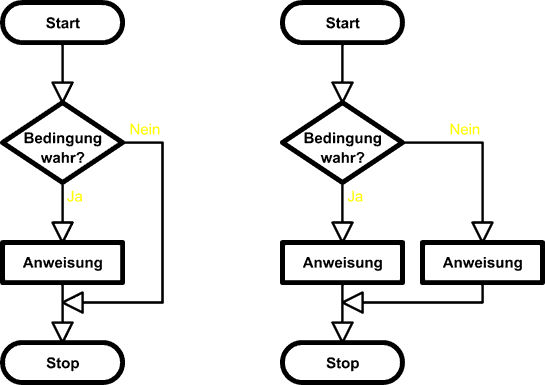 Start
Bedingung
wahr?
Nein
Ja
Anweisung
Stop
Start
Bedingung
wahr?
Nein
Ja
Anweisung
Anweisung
Stop